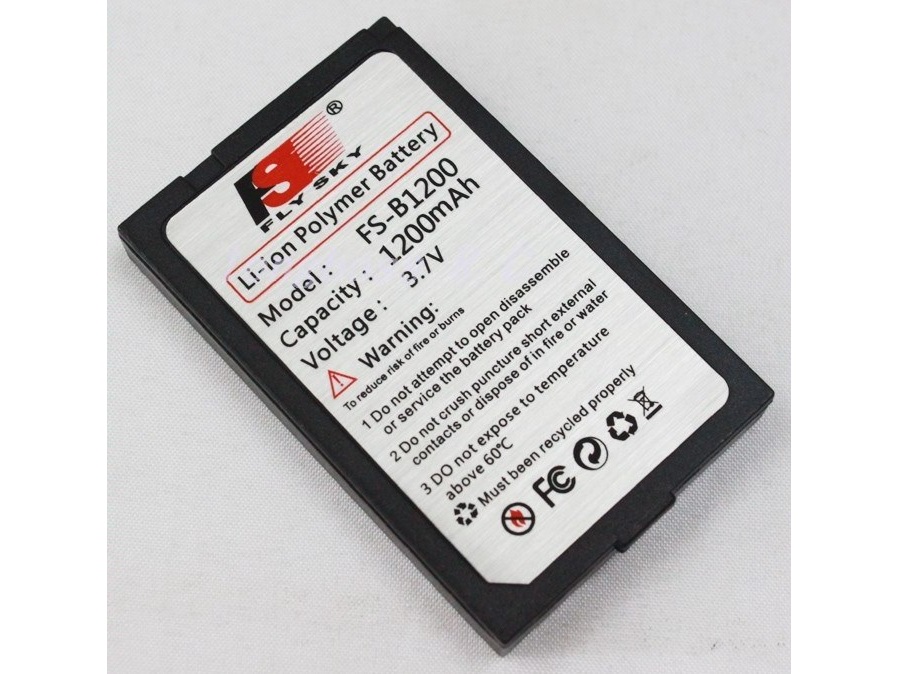 FS ®
FLY SKY
Li-ion Polymer Battery
Model : FS-B1200
Capacity : 1200mAh
Voltage : 3.7V
Warning:
To reduce risk of fire or burns
1 Do not attempt to open disassemble
or service the battery pack
2 Do not crush puncture short external
contacts or dispose of in fire or water
3 DO not expose to temperature
above 60℃
Must been recycled properly
FC